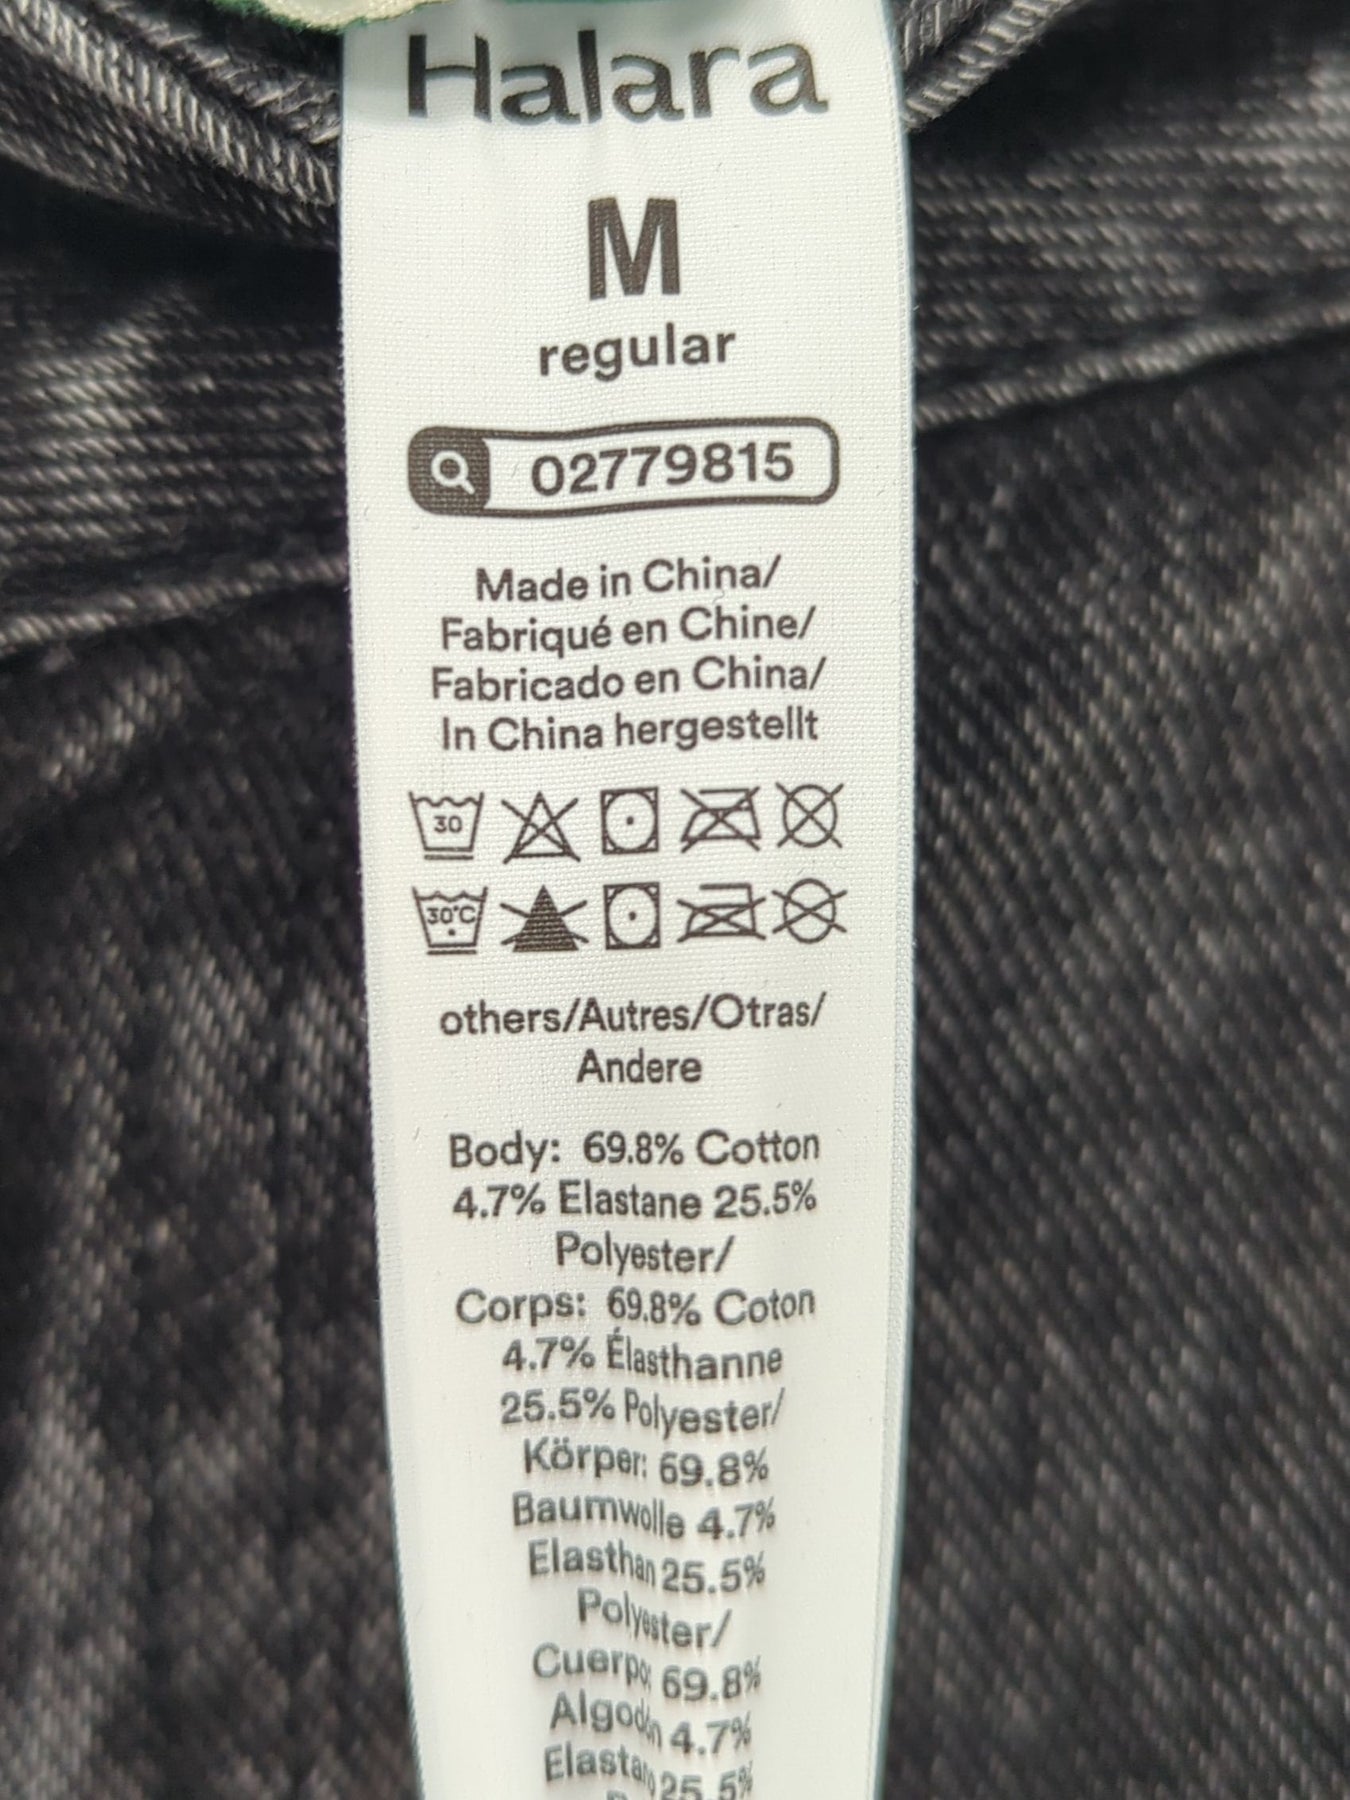 Halara
M
regular
02779815
Made in China/
Fabriqué en Chine/
Fabricado en China/
In China hergestellt
30
30°C
others/Autres/Otras/
Andere
Body: 69.8% Cotton
4.7% Elastane 25.5%
Polyester/
Corps: 69.8% Coton
4.7% Élasthanne
25.5% Polyester/
Körper: 69.8%
Baumwolle 4.7%
Elasthan 25.5%
Polyester/
Cuerpo: 69.8%
Algodón 4.7%
Elastano 25.5%